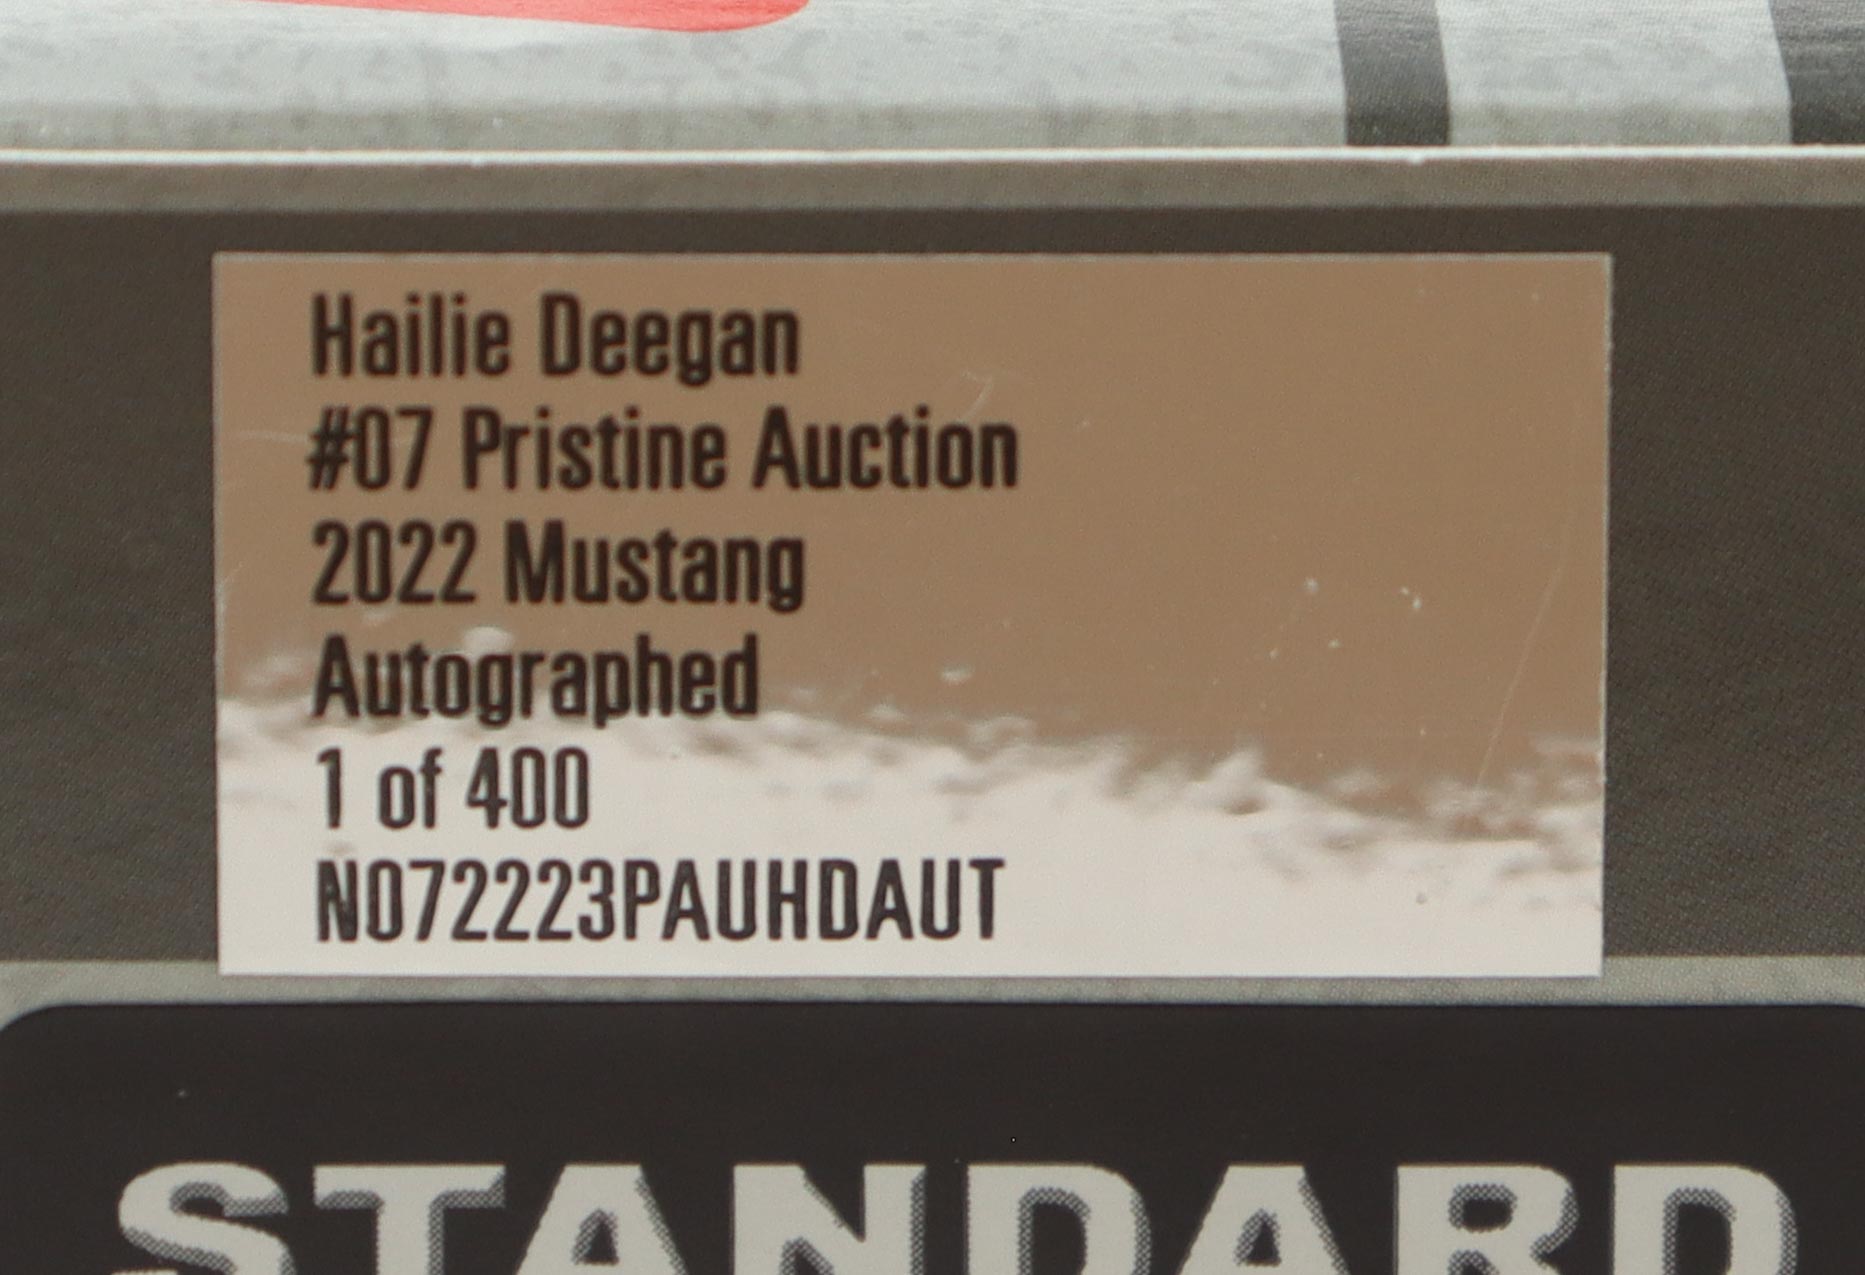 Hailie Deegan
#07 Pristine Auction
2022 Mustang
Autographed
1 of 400
N072223PAUHDAUT
STANDARD